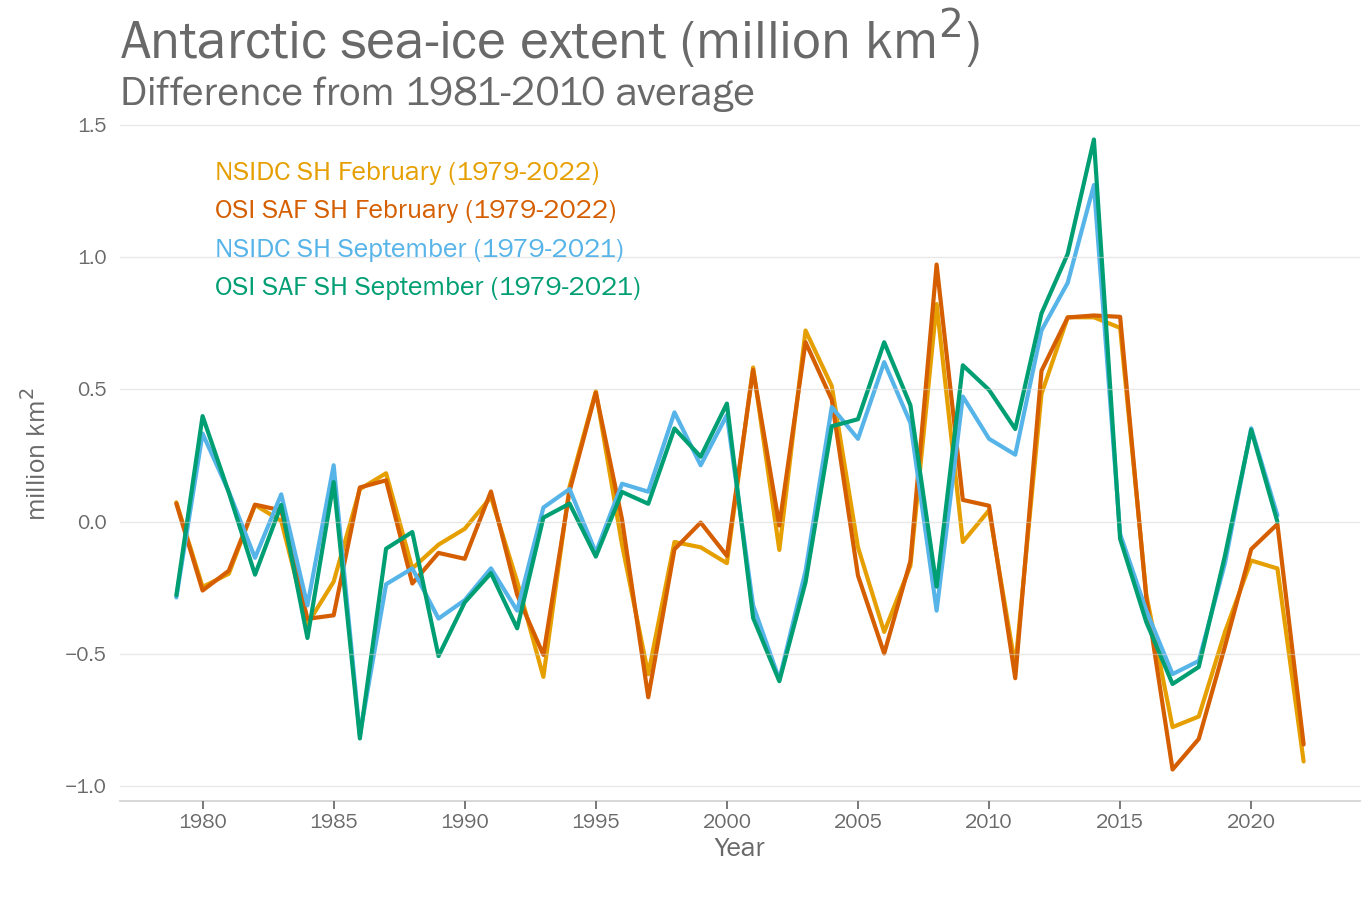 Antarctic sea-ice extent (million km²)
Difference from 1981-2010 average
1.5
NSIDC SH February (1979-2022)
OSI SAF SH February (1979-2022)
NSIDC SH September (1979-2021)
1.0
OSI SAF SH September (1979-2021)
0.5
million km²
0.0
−0.5
−1.0
1980 1985 1990 1995 2000 2005 2010 2015 2020
Year